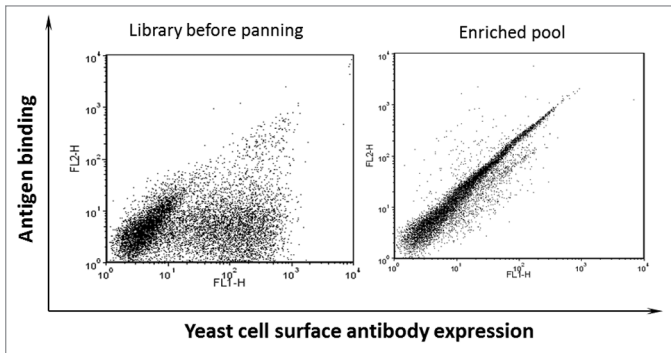 Library before panning
Enriched pool
Antigen binding
FL2-H
10⁴
10³
10²
10¹
10⁰
10⁰ 10¹ 10² 10³ 10⁴
FL1-H
FL2-H
10⁴
10³
10²
10¹
10⁰
10⁰ 10¹ 10² 10³ 10⁴
FL1-H
Yeast cell surface antibody expression